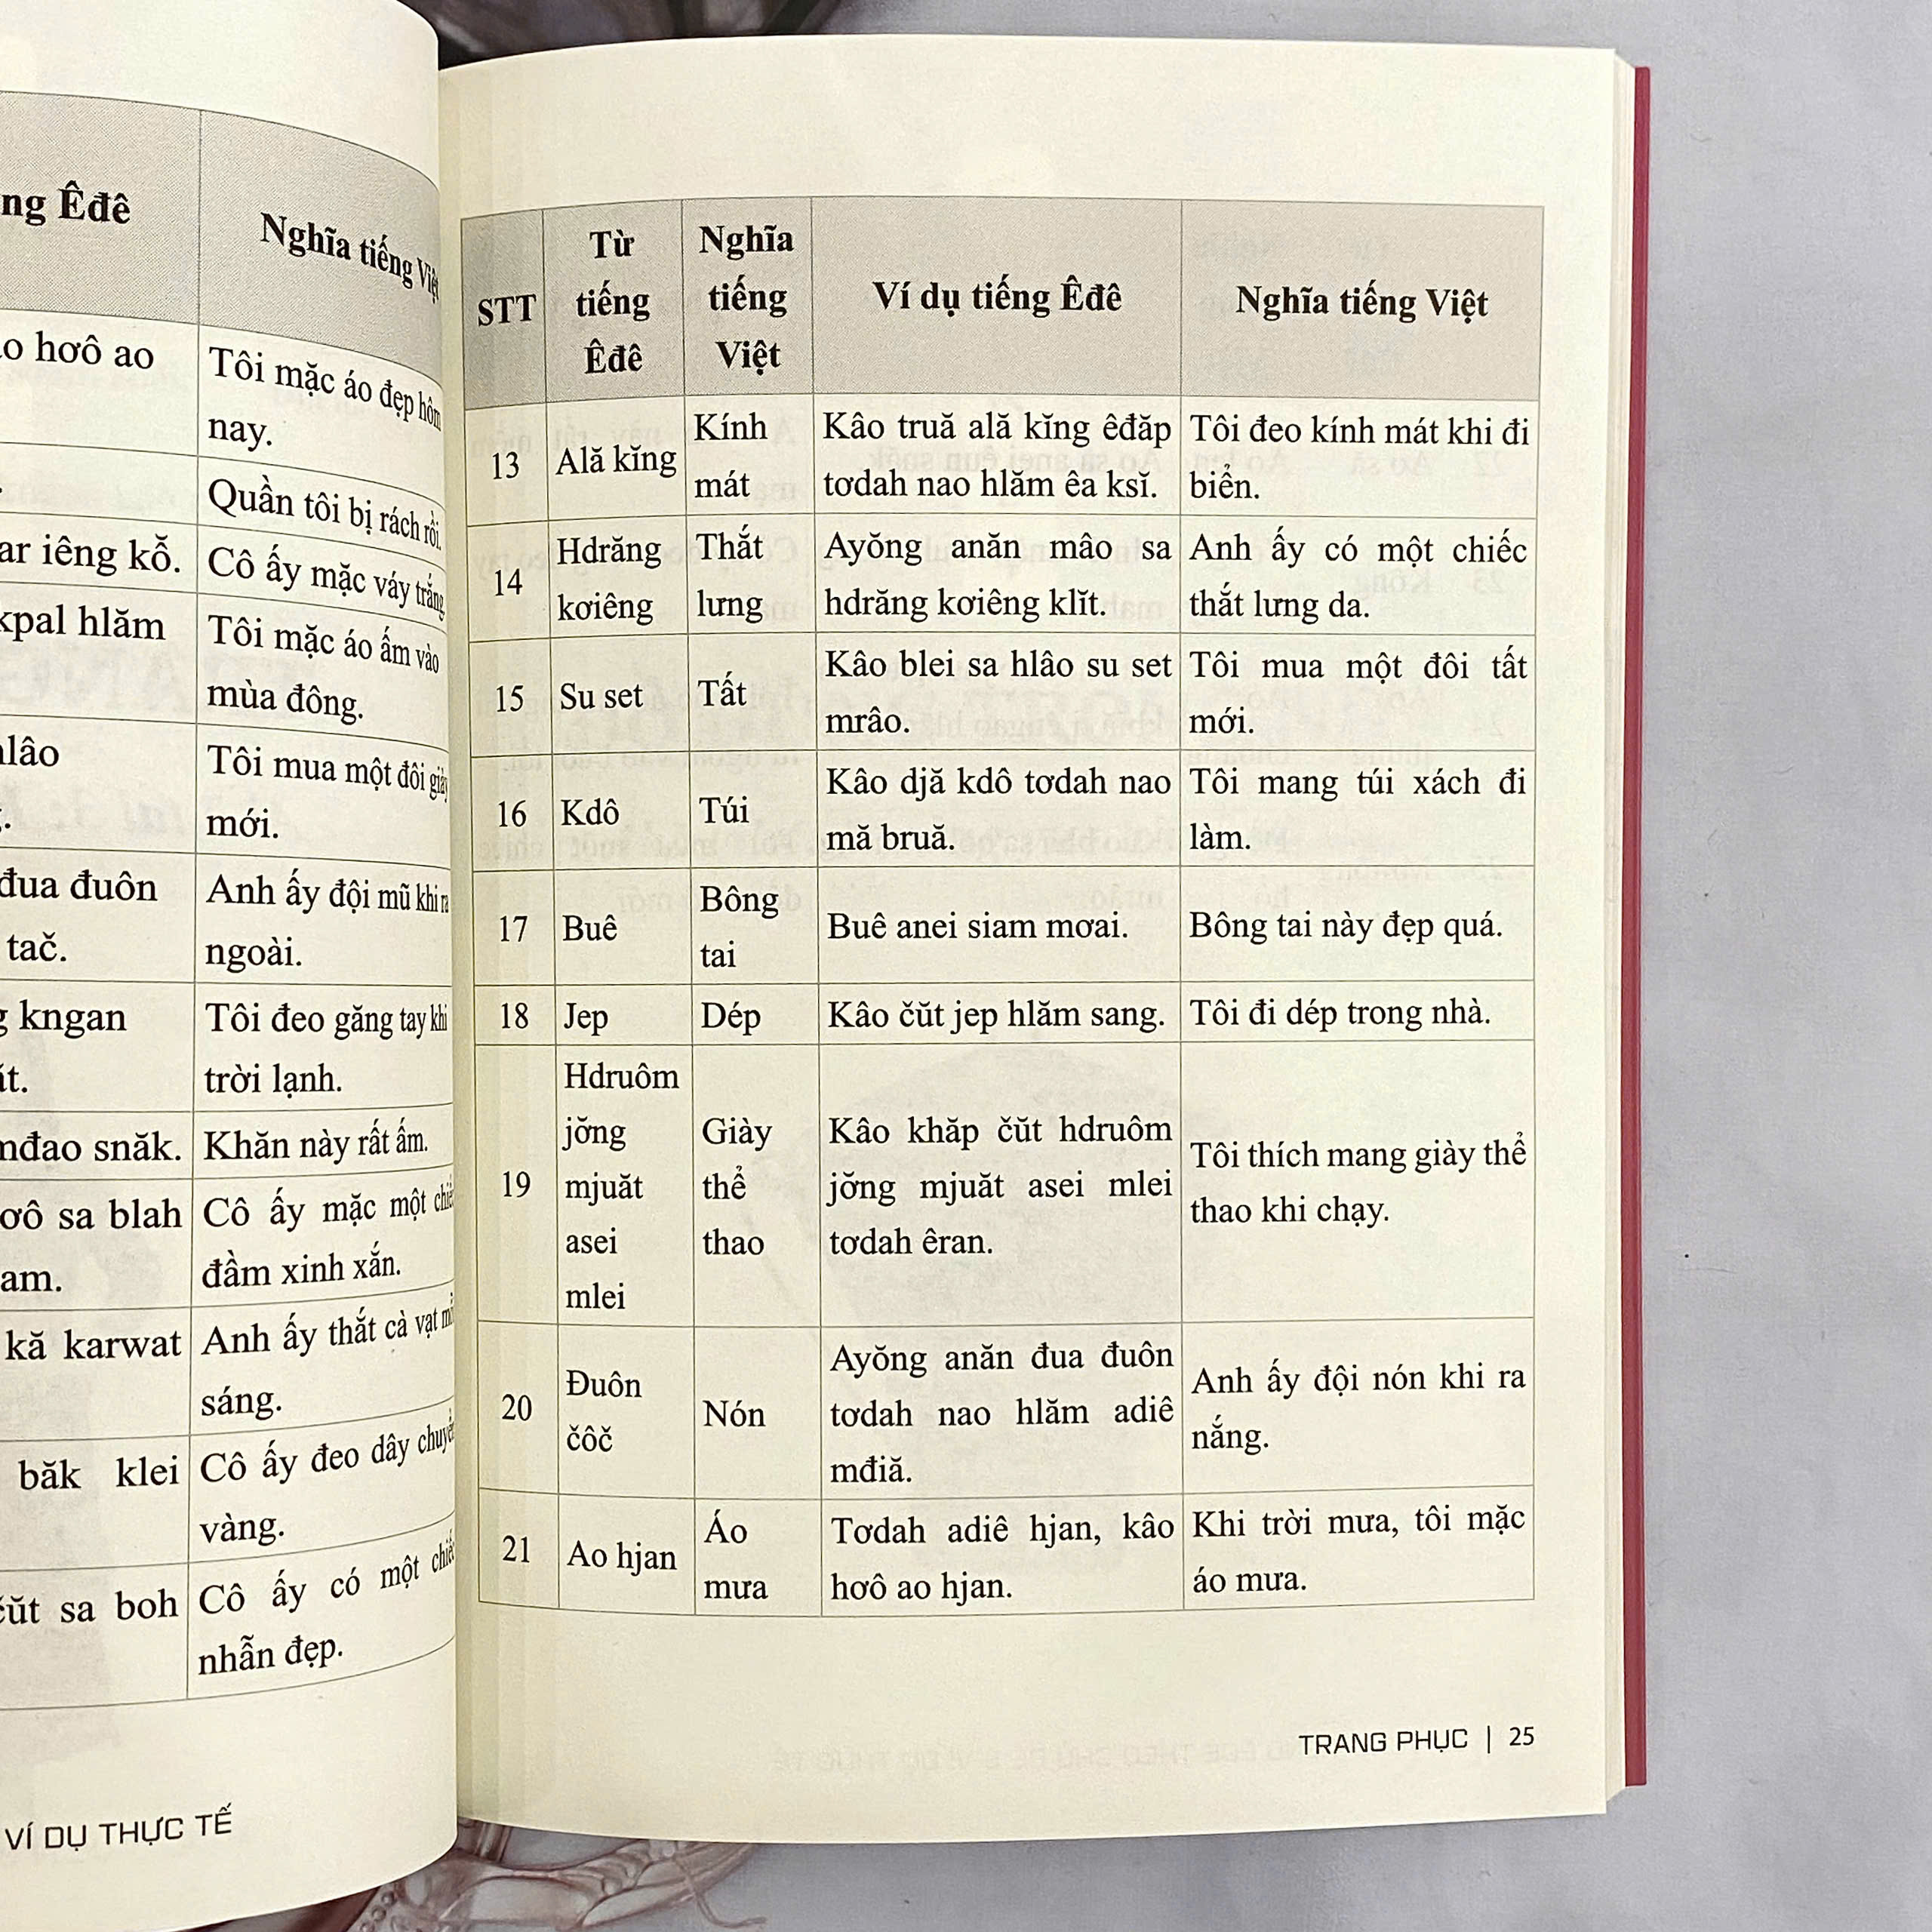 Êđê
Nghĩa tiếng Việt
hơô ao
Tôi mặc áo đẹp hôm
nay.
Quần tôi bị rách rồi.
iêng kỗ.
Cô ấy mặc váy trắng
hlăm
Tôi mặc áo ấm vào
mùa đông.
Tôi mua một đôi giày
mới.
đua đuôn
tač.
Anh ấy đội mũ khi ra
ngoài.
kngan
Tôi đeo găng tay khi
trời lạnh.
snăk.
Khăn này rất ấm.
sa blah
Cô ấy mặc một
đầm xinh xắn.
kă karwat
Anh ấy thắt cà vạt
sáng.
băk klei
Cô ấy đeo dây chuyền
vàng.
sa boh
Cô ấy có một
nhẫn đẹp.
VÍ DỤ THỰC TẾ
STT
Từ
tiếng
Êđê
Nghĩa
tiếng
Việt
Ví dụ tiếng Êđê
Nghĩa tiếng Việt
13
Ală kĭng
Kính
mát
Kâo truă ală kĭng êđăp
tơdah nao hlăm êa ksĭ.
Tôi đeo kính mát khi đi
biển.
14
Hdrăng
kơiêng
Thắt
lưng
Ayŏng anăn mâo sa
hdrăng kơiêng klĭt.
Anh ấy có một chiếc
thắt lưng da.
15
Su set
Tất
Kâo blei sa hlâo su set
mrâo.
Tôi mua một đôi tất
mới.
16
Kdô
Túi
Kâo djă kdô tơdah nao
mă bruă.
Tôi mang túi xách đi
làm.
17
Buê
Bông
tai
Buê anei siam mơai.
Bông tai này đẹp quá.
18
Jep
Dép
Kâo čŭt jep hlăm sang.
Tôi đi dép trong nhà.
19
Hdruôm
jơ̆ng
mjuăt
asei
mlei
Giày
thể
thao
Kâo khăp čŭt hdruôm
jơ̆ng mjuăt asei mlei
tơdah êran.
Tôi thích mang giày thể
thao khi chạy.
20
Đuôn
čôč
Nón
Ayŏng anăn đua đuôn
tơdah nao hlăm adiê
mđiă.
Anh ấy đội nón khi ra
nắng.
21
Ao hjan
Áo
mưa
Tơdah adiê hjan, kâo
hơô ao hjan.
Khi trời mưa, tôi mặc
áo mưa.
TRANG PHỤC | 25